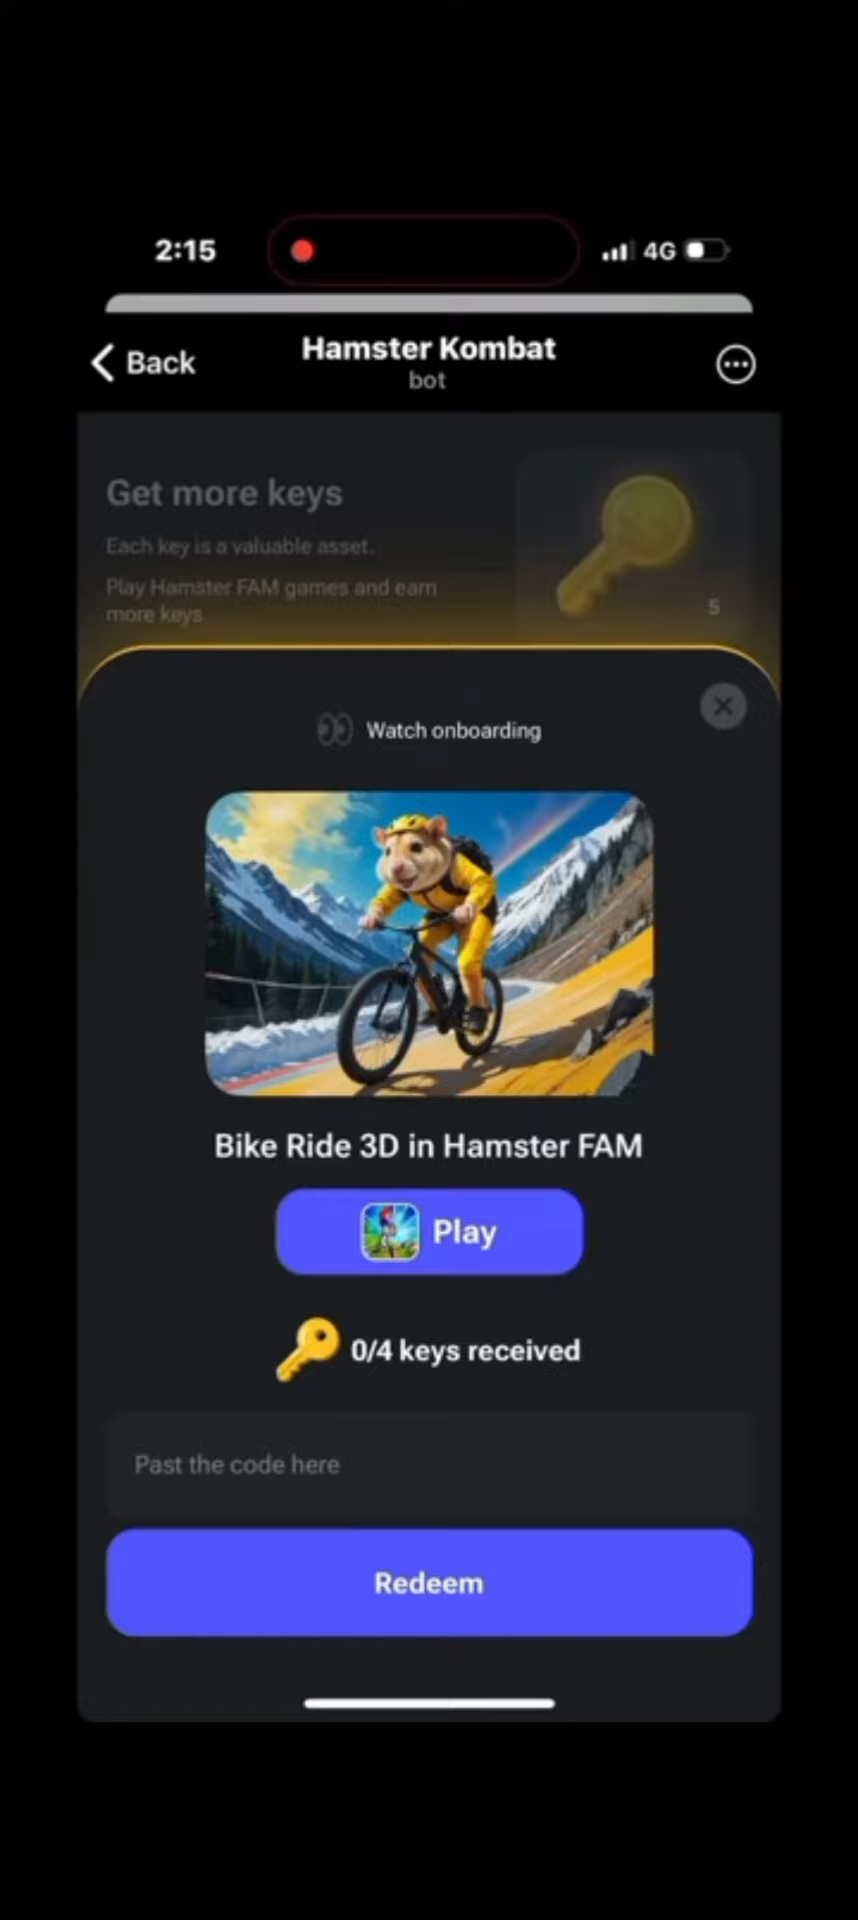 2:15
4G
Back
Hamster Kombat
bot
Get more keys
Each key is a valuable asset.
Play Hamster FAM games and earn
more keys
5
Watch onboarding
Bike Ride 3D in Hamster FAM
Play
0/4 keys received
Past the code here
Redeem